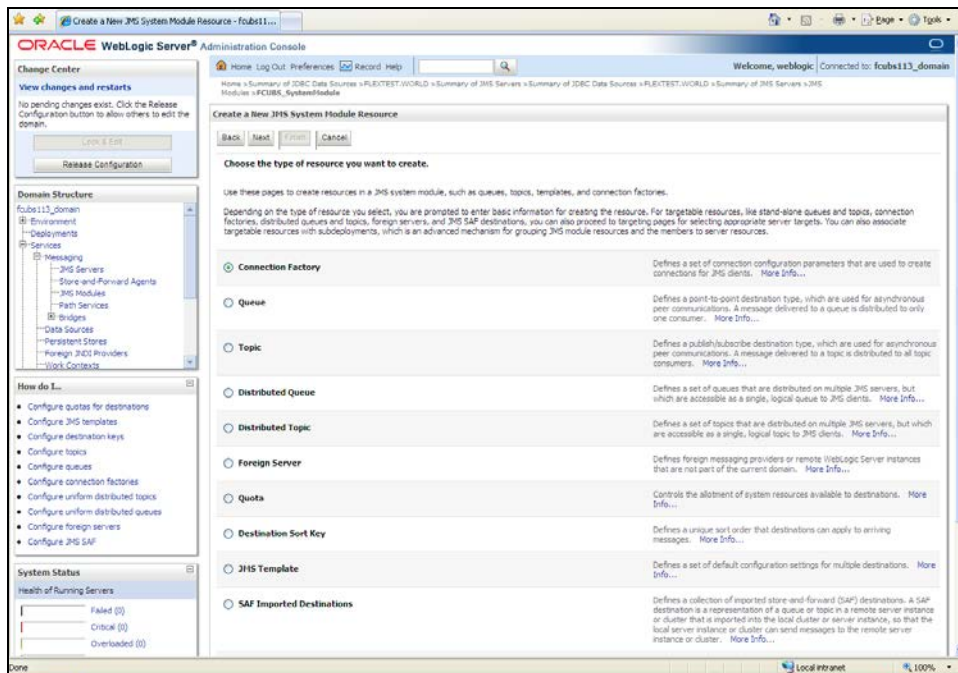 Create a New JMS System Module Resource - fcubs11...
Page
Tools
ORACLE WebLogic Server® Administration Console
Change Center
View changes and restarts
No pending changes exist. Click the Release
Configuration button to allow others to edit the
domain.
Lock & Edit
Release Configuration
Domain Structure
fcubs113_domain
Environment
Deployments
Services
Messaging
JMS Servers
Store-and-Forward Agents
JMS Modules
Path Services
Bridges
Data Sources
Persistent Stores
Foreign JNDI Providers
Work Contexts
How do I...
Configure quotas for destinations
Configure JMS templates
Configure destination keys
Configure topics
Configure queues
Configure connection factories
Configure uniform distributed topics
Configure uniform distributed queues
Configure foreign servers
Configure JMS SAF
System Status
Health of Running Servers
Failed (0)
Critical (0)
Overloaded (0)
Home Log Out Preferences Record Help
Welcome, weblogic Connected to: fcubs113_domain
Home >Summary of JDBC Data Sources >FLEXTEST.WORLD >Summary of JMS Servers >Summary of JDBC Data Sources >FLEXTEST.WORLD >Summary of JMS Servers >JMS
Modules >FCUBS_SystemModule
Create a New JMS System Module Resource
Back Next Finish Cancel
Choose the type of resource you want to create.
Use these pages to create resources in a JMS system module, such as queues, topics, templates, and connection factories.
Depending on the type of resource you select, you are prompted to enter basic information for creating the resource. For targetable resources, like stand-alone queues and topics, connection
factories, distributed queues and topics, foreign servers, and JMS SAF destinations, you can also proceed to targeting pages for selecting appropriate server targets. You can also associate
targetable resources with subdeployments, which is an advanced mechanism for grouping JMS module resources and the members to server resources.
Connection Factory
Defines a set of connection configuration parameters that are used to create
connections for JMS clients. More Info...
Queue
Defines a point-to-point destination type, which are used for asynchronous
peer communications. A message delivered to a queue is distributed to only
one consumer. More Info...
Topic
Defines a publish/subscribe destination type, which are used for asynchronous
peer communications. A message delivered to a topic is distributed to all topic
consumers. More Info...
Distributed Queue
Defines a set of queues that are distributed on multiple JMS servers, but
which are accessible as a single, logical queue to JMS clients. More Info...
Distributed Topic
Defines a set of topics that are distributed on multiple JMS servers, but which
are accessible as a single, logical topic to JMS clients. More Info...
Foreign Server
Defines foreign messaging providers or remote WebLogic Server instances
that are not part of the current domain. More Info...
Quota
Controls the allotment of system resources available to destinations. More
Info...
Destination Sort Key
Defines a unique sort order that destinations can apply to arriving
messages. More Info...
JMS Template
Defines a set of default configuration settings for multiple destinations. More
Info...
SAF Imported Destinations
Defines a collection of imported store-and-forward (SAF) destinations. A SAF
destination is a representation of a queue or topic in a remote server instance
or cluster that is imported into the local cluster or server instance, so that the
local server instance or cluster can send messages to the remote server
instance or cluster. More Info...
Done
Local intranet
100%